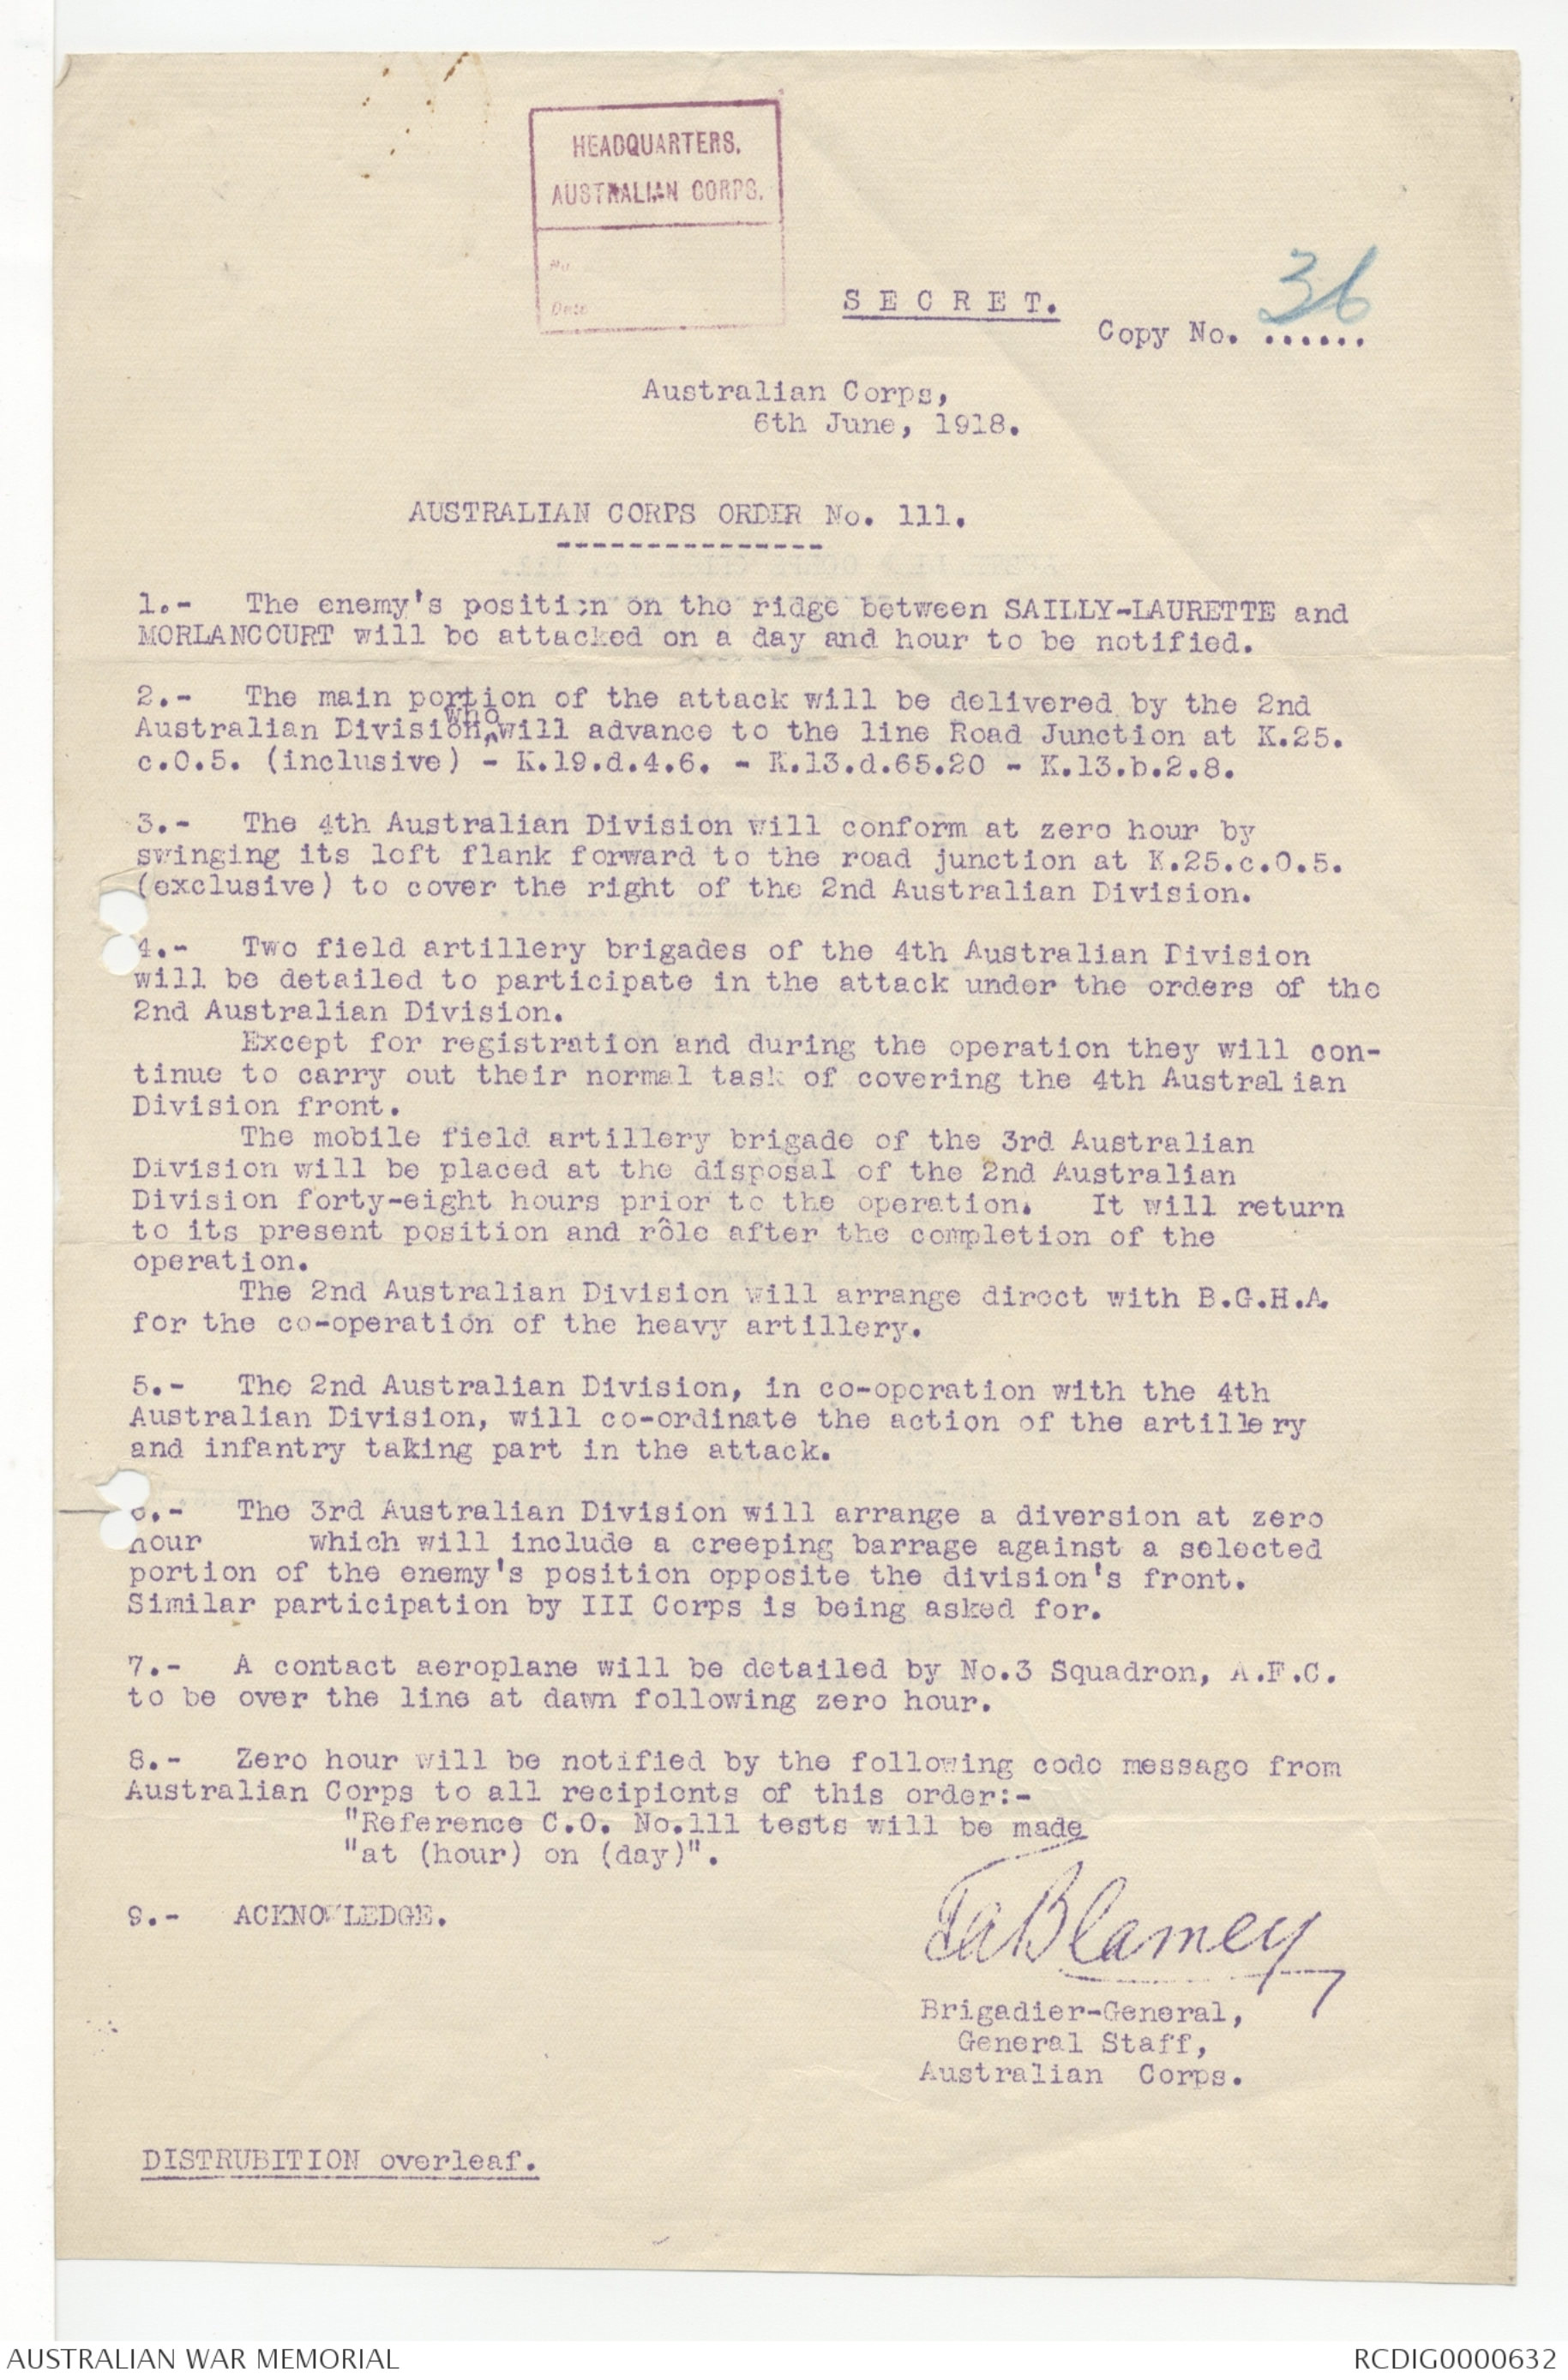 HEADQUARTERS,
AUSTRALIAN CORPS.
No.
Date
S E C R E T.
36
Copy No. ......
Australian Corps,
6th June, 1918.
AUSTRALIAN CORPS ORDER No. 111.
---------------
1.- The enemy's position on the ridge between SAILLY-LAURETTE and
MORLANCOURT will be attacked on a day and hour to be notified.
2.- The main portion of the attack will be delivered by the 2nd
Australian Division who will advance to the line Road Junction at K.25.
c.0.5. (inclusive) - K.19.d.4.6. - K.13.d.65.20 - K.13.b.2.8.
3.- The 4th Australian Division will conform at zero hour by
swinging its left flank forward to the road junction at K.25.c.0.5.
(exclusive) to cover the right of the 2nd Australian Division.
4.- Two field artillery brigades of the 4th Australian Division
will be detailed to participate in the attack under the orders of the
2nd Australian Division.
Except for registration and during the operation they will con-
tinue to carry out their normal task of covering the 4th Australian
Division front.
The mobile field artillery brigade of the 3rd Australian
Division will be placed at the disposal of the 2nd Australian
Division forty-eight hours prior to the operation. It will return
to its present position and rôle after the completion of the
operation.
The 2nd Australian Division will arrange direct with B.G.H.A.
for the co-operation of the heavy artillery.
5.- The 2nd Australian Division, in co-operation with the 4th
Australian Division, will co-ordinate the action of the artillery
and infantry taking part in the attack.
6.- The 3rd Australian Division will arrange a diversion at zero
hour which will include a creeping barrage against a selected
portion of the enemy's position opposite the division's front.
Similar participation by III Corps is being asked for.
7.- A contact aeroplane will be detailed by No.3 Squadron, A.F.C.
to be over the line at dawn following zero hour.
8.- Zero hour will be notified by the following code message from
Australian Corps to all recipients of this order:-
"Reference C.O. No.111 tests will be made
"at (hour) on (day)".
9.- ACKNOWLEDGE.
TABlamey
Brigadier-General,
General Staff,
Australian Corps.
DISTRUBITION overleaf.
AUSTRALIAN WAR MEMORIAL
RCDIG0000632